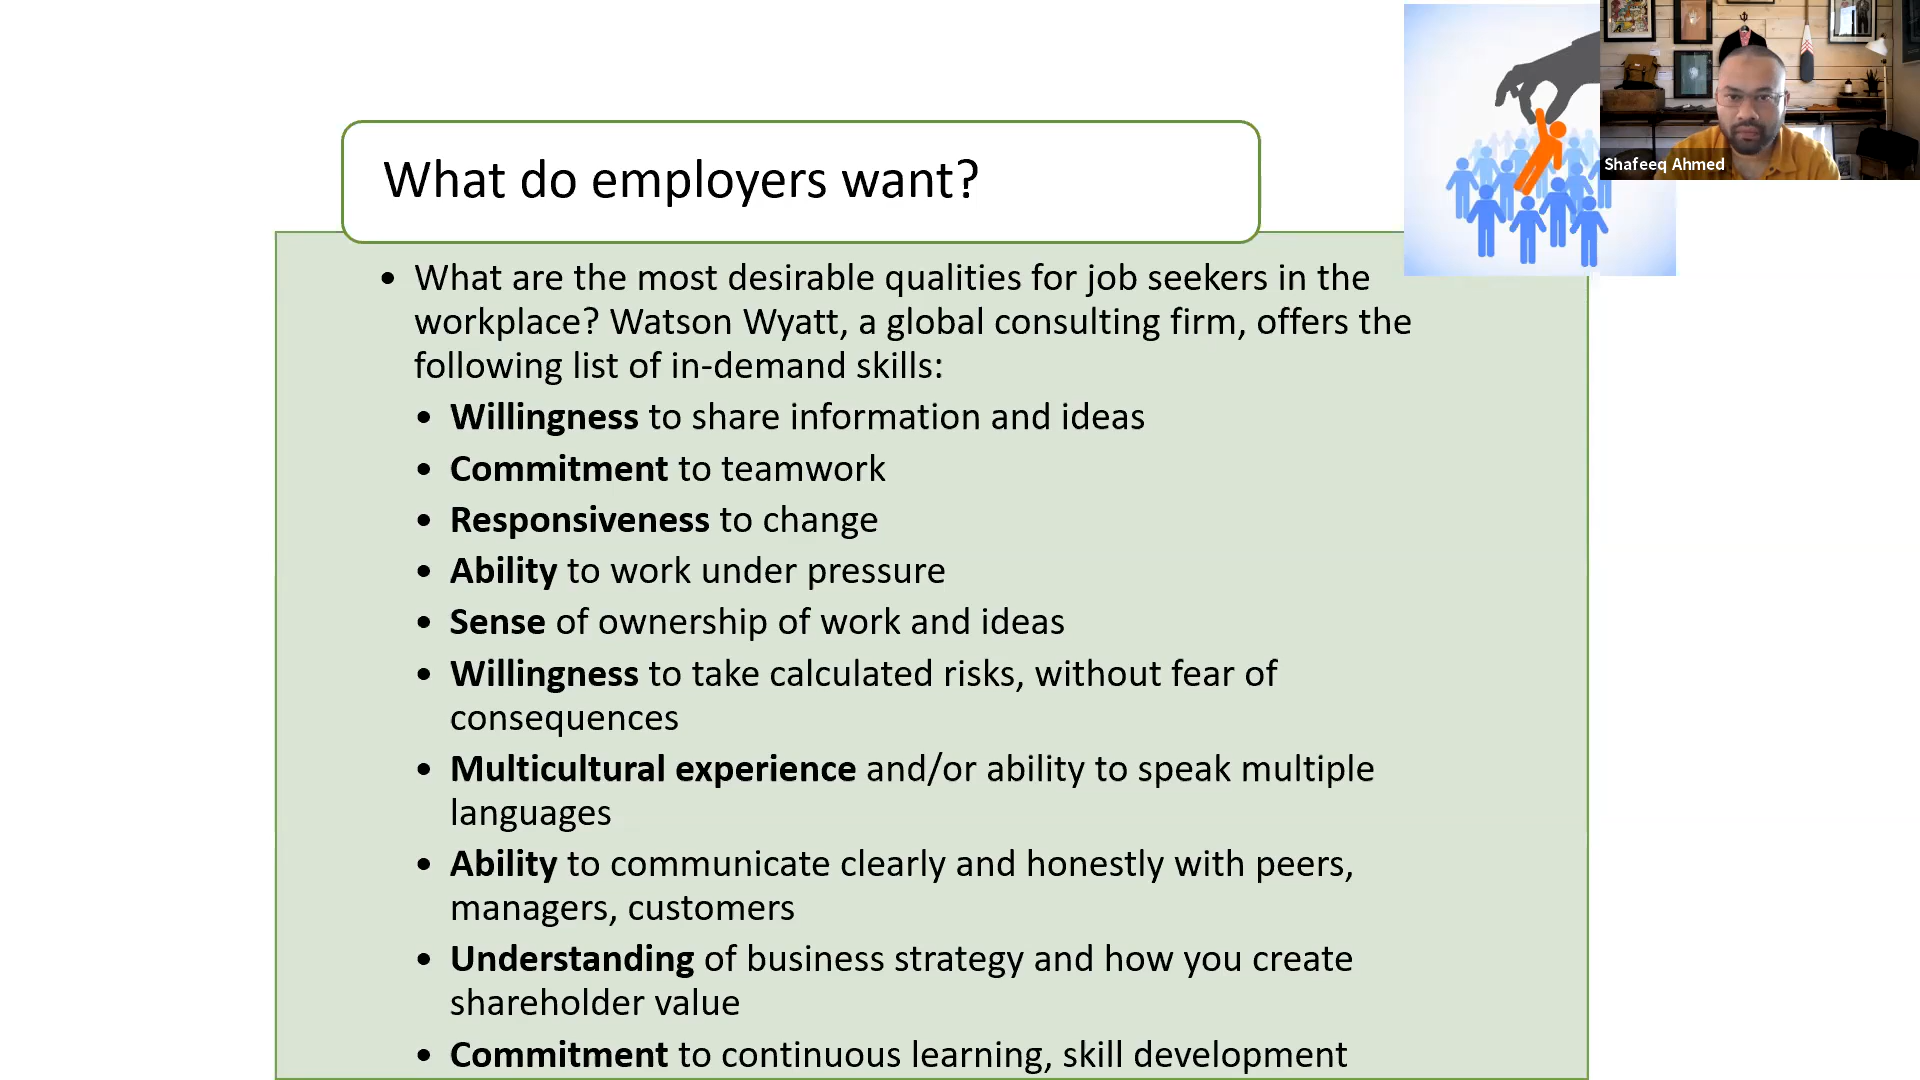 Shafeeq Ahmed
What do employers want?
• What are the most desirable qualities for job seekers in the
workplace? Watson Wyatt, a global consulting firm, offers the
following list of in-demand skills:
• Willingness to share information and ideas
• Commitment to teamwork
• Responsiveness to change
• Ability to work under pressure
• Sense of ownership of work and ideas
• Willingness to take calculated risks, without fear of
consequences
• Multicultural experience and/or ability to speak multiple
languages
• Ability to communicate clearly and honestly with peers,
managers, customers
• Understanding of business strategy and how you create
shareholder value
• Commitment to continuous learning, skill development